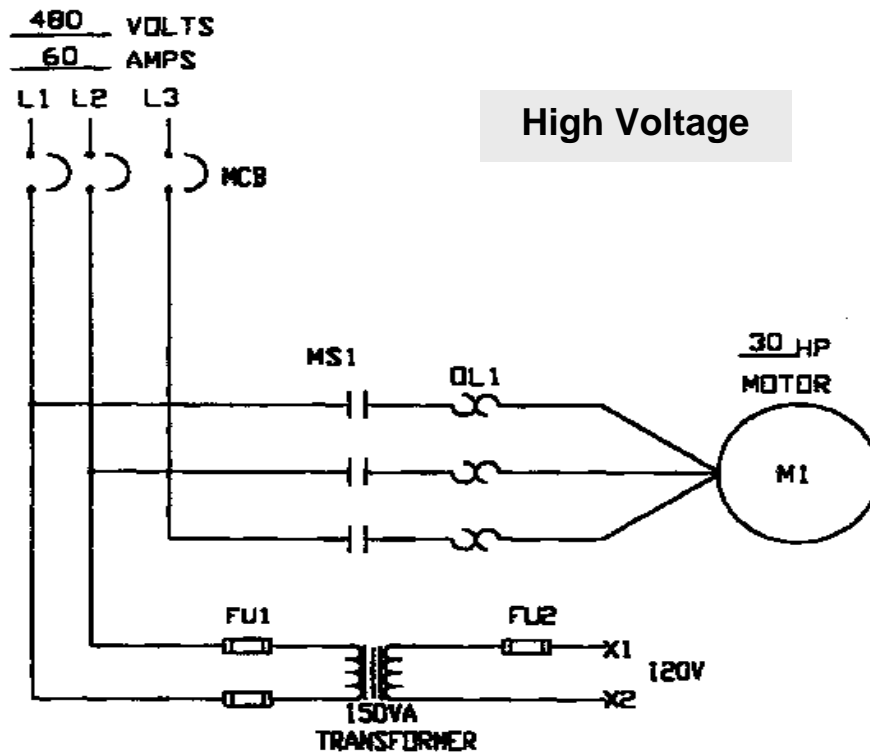 480 VOLTS
60 AMPS
L1 L2 L3
High Voltage
MCB
MS1
OL1
30 HP
MOTOR
M1
FU1
FU2
X1
120V
X2
150VA
TRANSFORMER